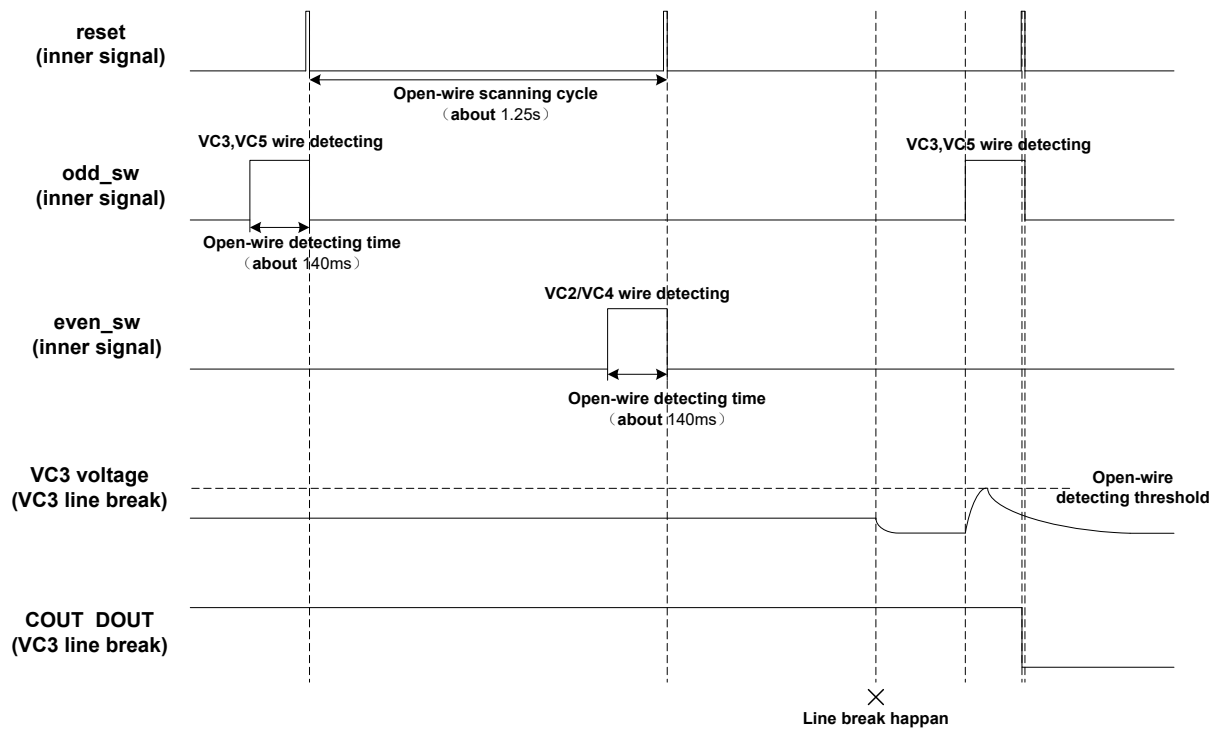 reset
(inner signal)
Open-wire scanning cycle
（about 1.25s）
VC3,VC5 wire detecting
VC3,VC5 wire detecting
odd_sw
(inner signal)
Open-wire detecting time
（about 140ms）
VC2/VC4 wire detecting
even_sw
(inner signal)
Open-wire detecting time
（about 140ms）
VC3 voltage
(VC3 line break)
Open-wire
detecting threshold
COUT DOUT
(VC3 line break)
Line break happan